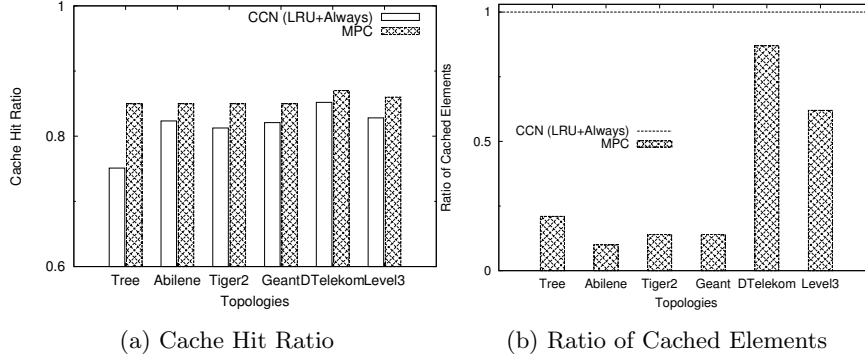 1
0.8
0.6
Cache Hit Ratio
CCN (LRU+Always)
MPC
Tree Abilene Tiger2 Geant DTelekom Level3
Topologies
(a) Cache Hit Ratio
1
0.5
0
Ratio of Cached Elements
CCN (LRU+Always)
MPC
Tree Abilene Tiger2 Geant DTelekom Level3
Topologies
(b) Ratio of Cached Elements